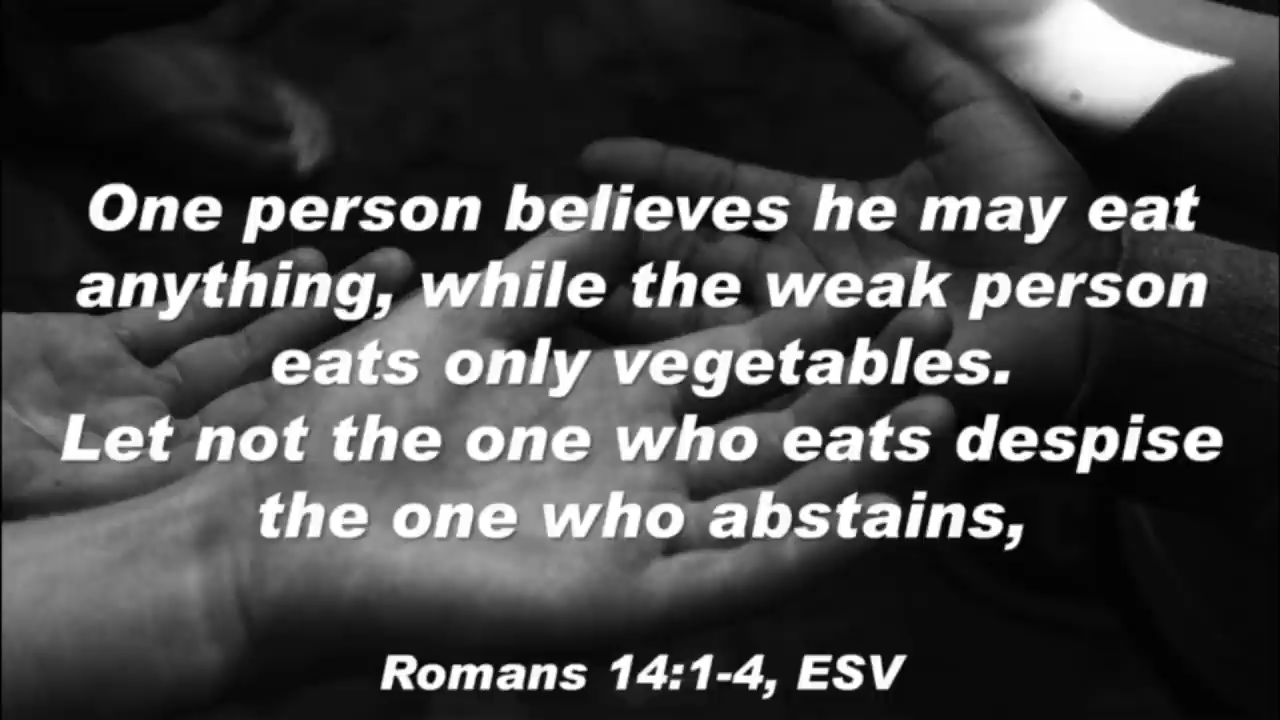 One person believes he may eat
anything, while the weak person
eats only vegetables.
Let not the one who eats despise
the one who abstains,
Romans 14:1-4, ESV